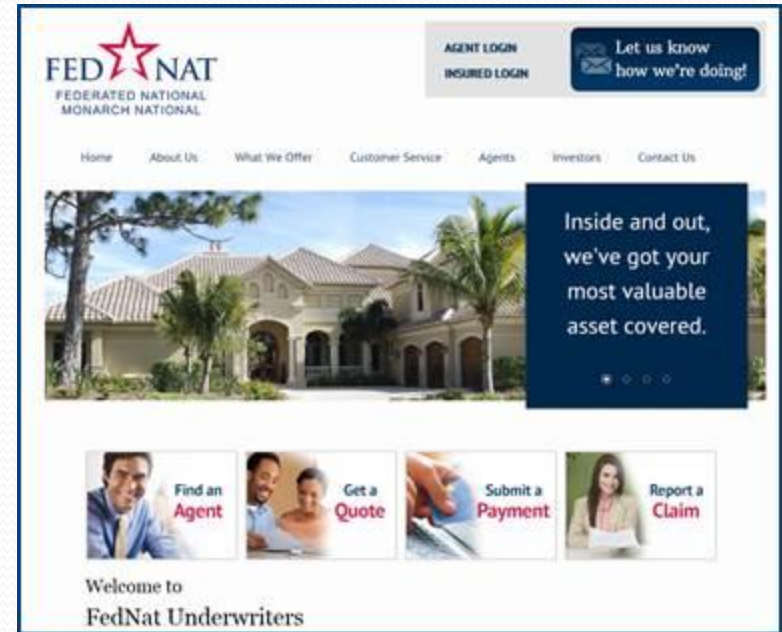 FED NAT
FEDERATED NATIONAL
MONARCH NATIONAL
AGENT LOGIN
INSURED LOGIN
Let us know
how we're doing!
Home About Us What We Offer Customer Service Agents Investors Contact Us
Inside and out,
we've got your
most valuable
asset covered.
Find an
Agent
Get a
Quote
Submit a
Payment
Report a
Claim
Welcome to
FedNat Underwriters